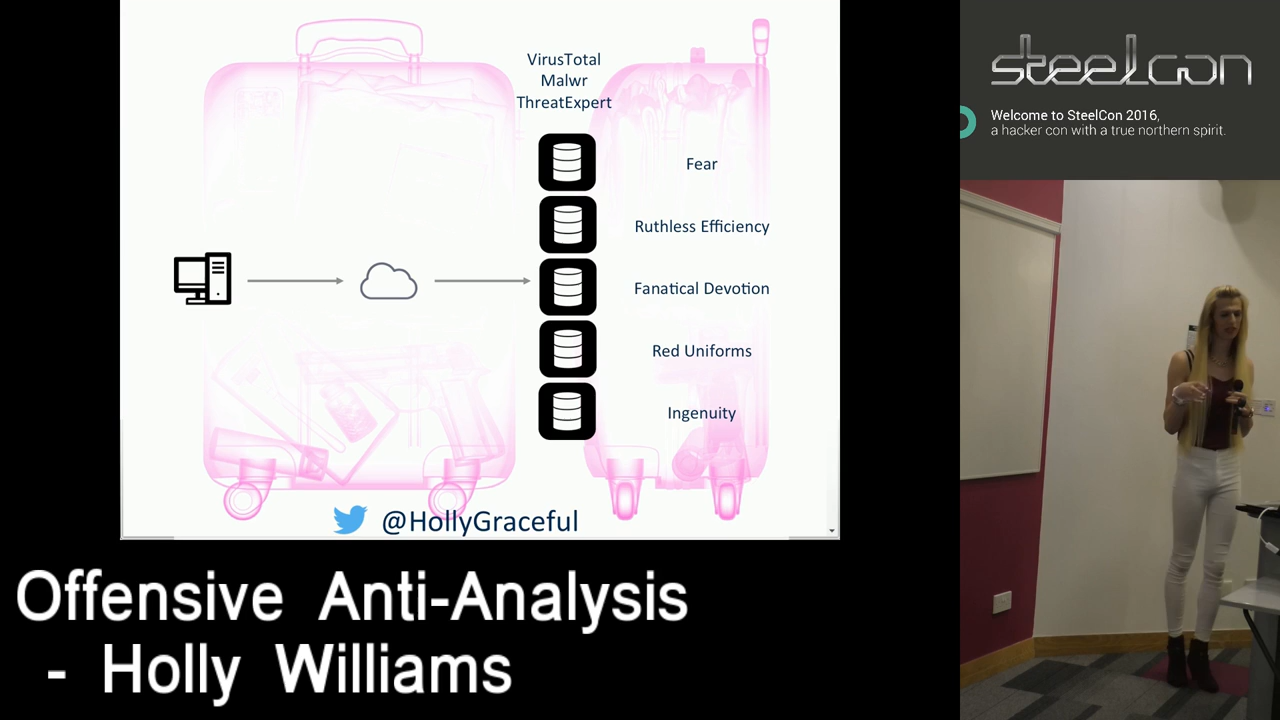 VirusTotal
Malwr
ThreatExpert
Fear
Ruthless Efficiency
Fanatical Devotion
Red Uniforms
Ingenuity
@HollyGraceful
steelcon
Welcome to SteelCon 2016,
a hacker con with a true northern spirit.
Offensive Anti-Analysis
- Holly Williams